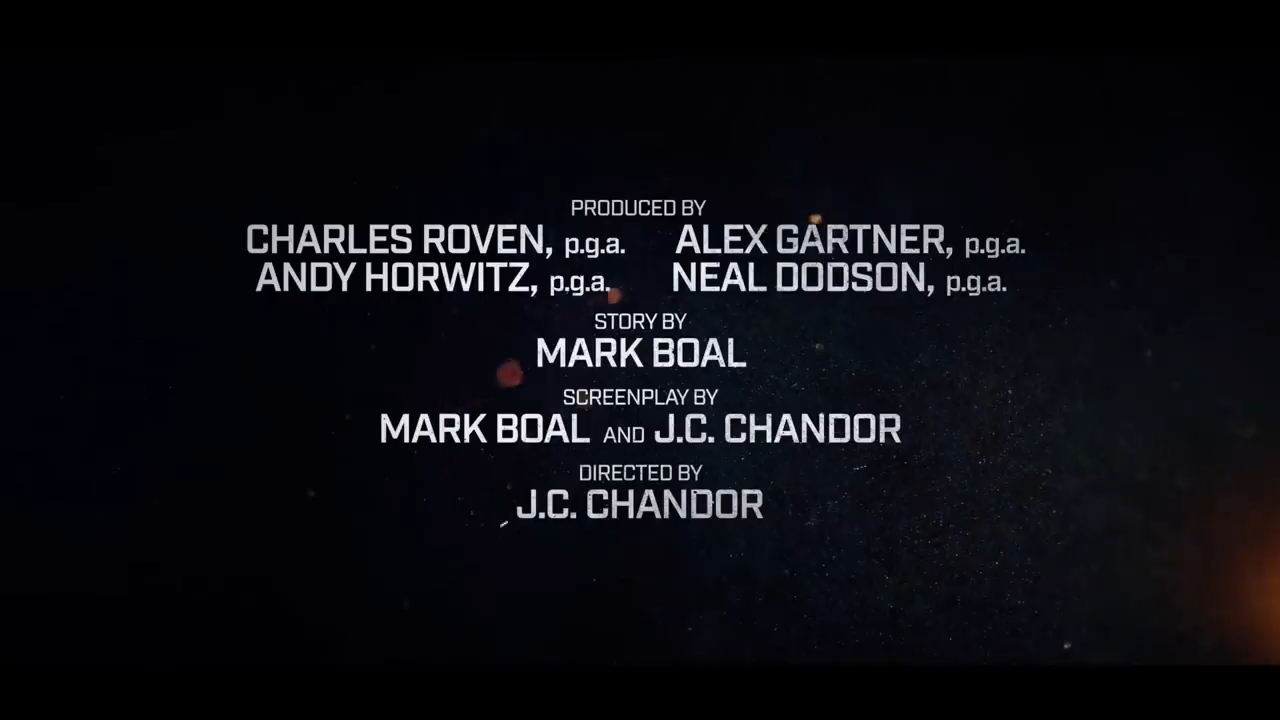 PRODUCED BY
CHARLES ROVEN, p.g.a. ALEX GARTNER, p.g.a.
ANDY HORWITZ, p.g.a. NEAL DODSON, p.g.a.
STORY BY
MARK BOAL
SCREENPLAY BY
MARK BOAL AND J.C. CHANDOR
DIRECTED BY
J.C. CHANDOR